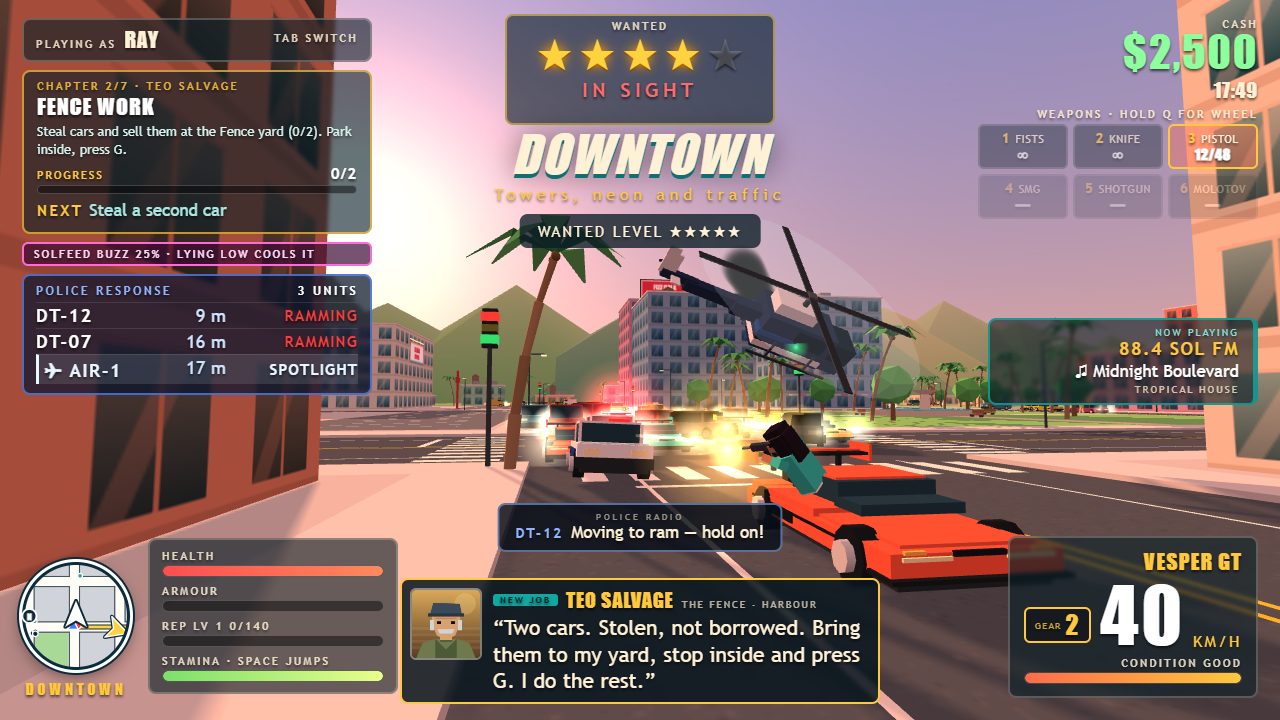 PLAYING AS RAY
TAB SWITCH
CHAPTER 2/7 · TEO SALVAGE
FENCE WORK
Steal cars and sell them at the Fence yard (0/2). Park
inside, press G.
PROGRESS 0/2
NEXT Steal a second car
SOLFEED BUZZ 25% · LYING LOW COOLS IT
POLICE RESPONSE 3 UNITS
DT-12 9 m RAMMING
DT-07 16 m RAMMING
AIR-1 17 m SPOTLIGHT
WANTED
IN SIGHT
DOWNTOWN
Towers, neon and traffic
WANTED LEVEL ★★★★★
CASH
$2,500
17:49
WEAPONS · HOLD Q FOR WHEEL
1 FISTS ∞
2 KNIFE ∞
3 PISTOL 12/48
4 SMG —
5 SHOTGUN —
6 MOLOTOV —
NOW PLAYING
88.4 SOL FM
♫ Midnight Boulevard
TROPICAL HOUSE
POLICE RADIO
DT-12 Moving to ram — hold on!
NEW JOB TEO SALVAGE THE FENCE · HARBOUR
“Two cars. Stolen, not borrowed. Bring
them to my yard, stop inside and press
G. I do the rest.”
HEALTH
ARMOUR
REP LV 1 0/140
STAMINA · SPACE JUMPS
DOWNTOWN
VESPER GT
GEAR 2
40 KM/H
CONDITION GOOD